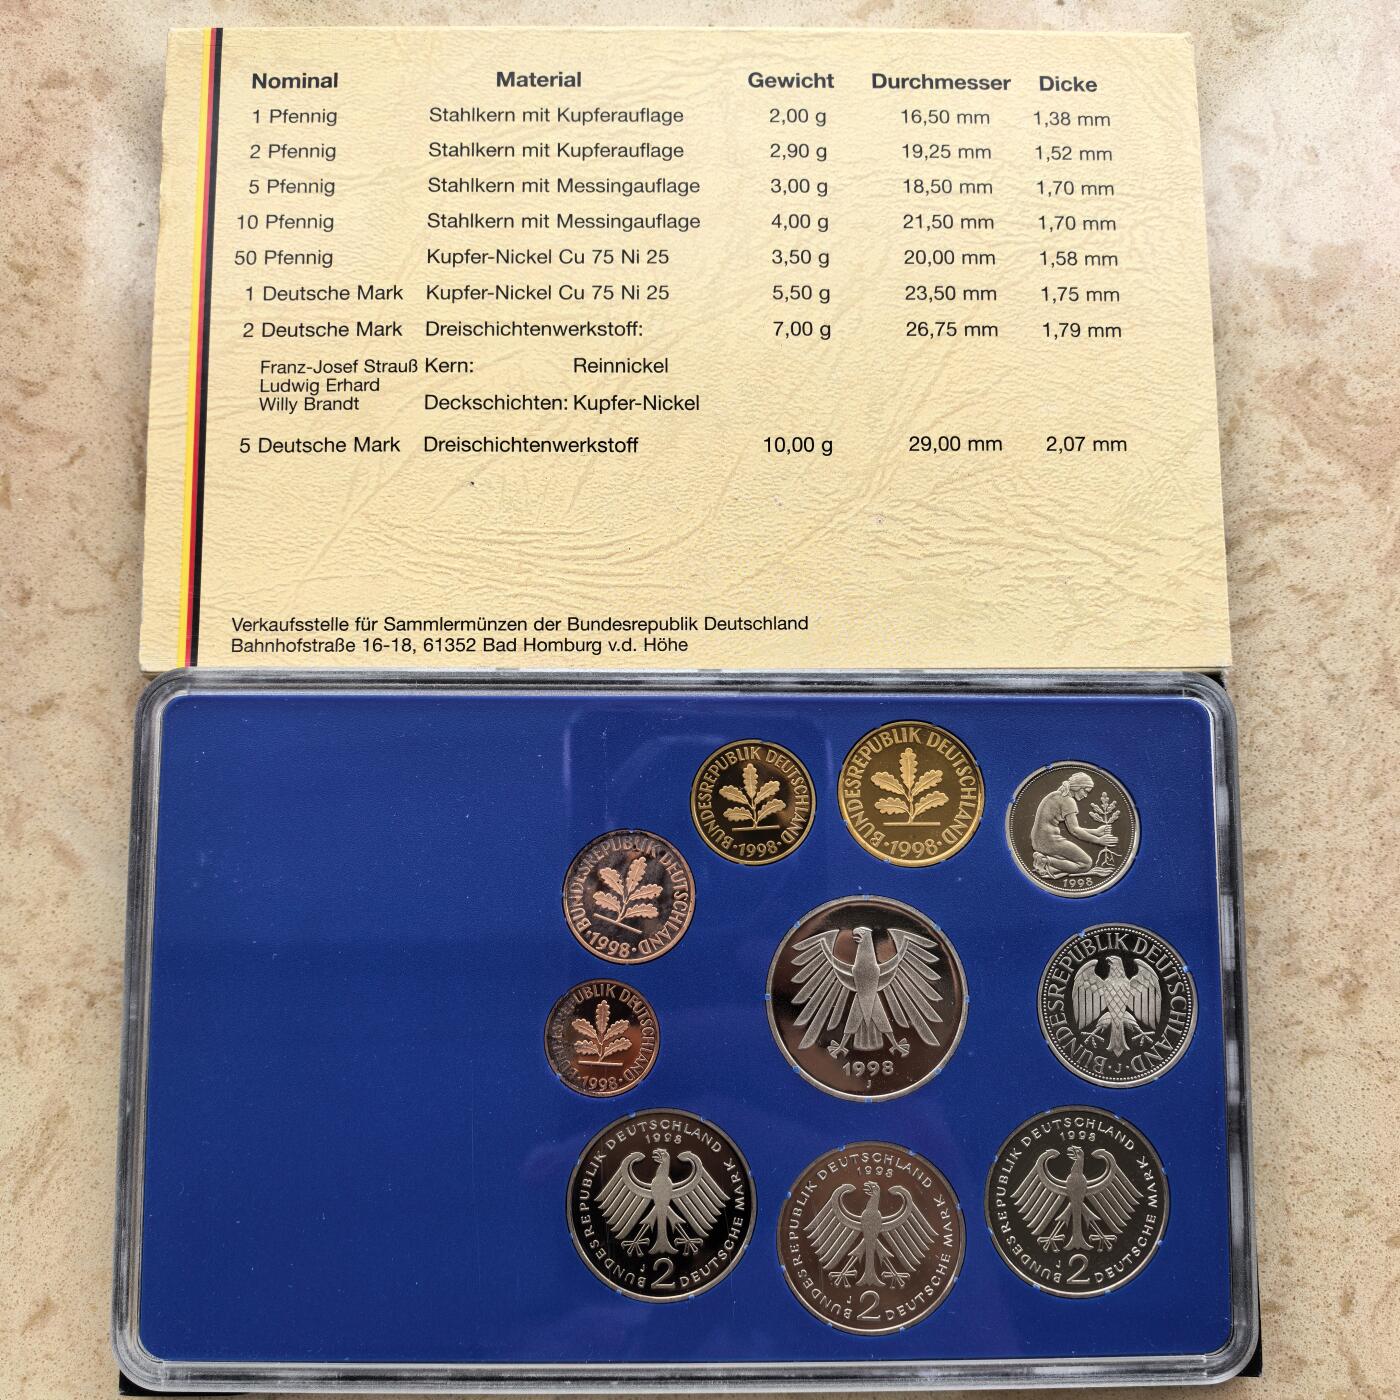 Nominal Material Gewicht Durchmesser Dicke
1 Pfennig Stahlkern mit Kupferauflage 2,00 g 16,50 mm 1,38 mm
2 Pfennig Stahlkern mit Kupferauflage 2,90 g 19,25 mm 1,52 mm
5 Pfennig Stahlkern mit Messingauflage 3,00 g 18,50 mm 1,70 mm
10 Pfennig Stahlkern mit Messingauflage 4,00 g 21,50 mm 1,70 mm
50 Pfennig Kupfer-Nickel Cu 75 Ni 25 3,50 g 20,00 mm 1,58 mm
1 Deutsche Mark Kupfer-Nickel Cu 75 Ni 25 5,50 g 23,50 mm 1,75 mm
2 Deutsche Mark Dreischichtenwerkstoff: 7,00 g 26,75 mm 1,79 mm
Franz-Josef Strauß Kern: Reinnickel
Ludwig Erhard
Willy Brandt Deckschichten: Kupfer-Nickel
5 Deutsche Mark Dreischichtenwerkstoff 10,00 g 29,00 mm 2,07 mm
Verkaufsstelle für Sammlermünzen der Bundesrepublik Deutschland
Bahnhofstraße 16-18, 61352 Bad Homburg v.d. Höhe
BUNDESREPUBLIK DEUTSCHLAND
·1998·
BUNDESREPUBLIK DEUTSCHLAND
·1998·
1998
BUNDESREPUBLIK DEUTSCHLAND
·1998·
1998
J
BUNDESREPUBLIK DEUTSCHLAND
·J·
BUNDESREPUBLIK DEUTSCHLAND
·1998·
BUNDESREPUBLIK DEUTSCHLAND
1998
J
2 DEUTSCHE MARK
BUNDESREPUBLIK DEUTSCHLAND
1998
J
2 DEUTSCHE MARK
BUNDESREPUBLIK DEUTSCHLAND
1998
J
2 DEUTSCHE MARK